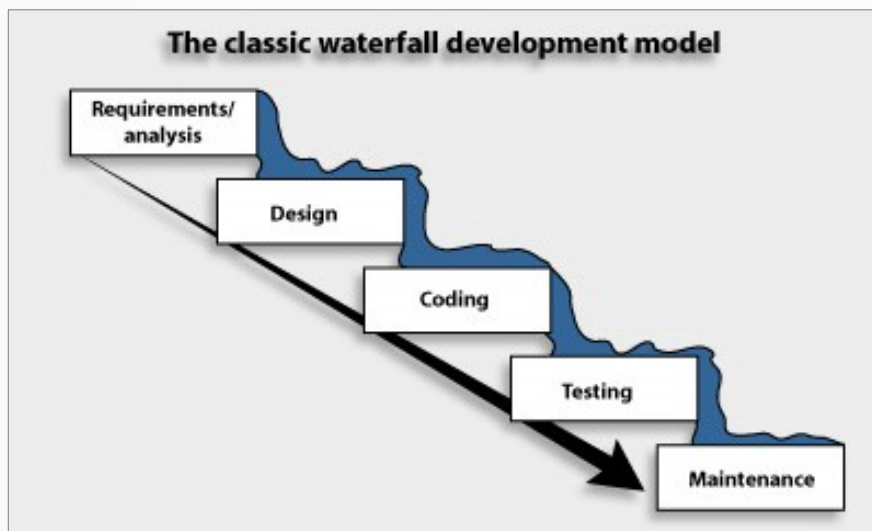 The classic waterfall development model
Requirements/
analysis
Design
Coding
Testing
Maintenance